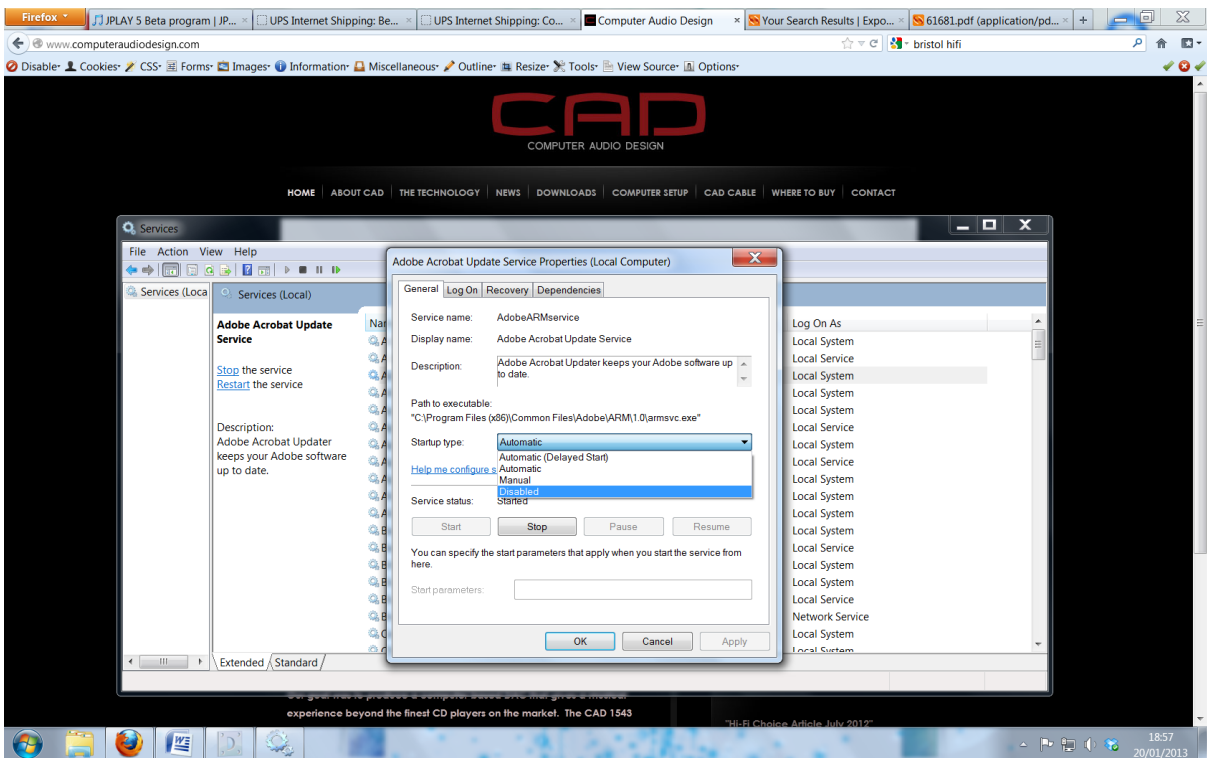 Firefox
JPLAY 5 Beta program | JP...
UPS Internet Shipping: Be...
UPS Internet Shipping: Co...
Computer Audio Design
Your Search Results | Expo...
61681.pdf (application/pd...
www.computeraudiodesign.com
bristol hifi
Disable Cookies CSS Forms Images Information Miscellaneous Outline Resize Tools View Source Options
CAD
COMPUTER AUDIO DESIGN
HOME ABOUT CAD THE TECHNOLOGY NEWS DOWNLOADS COMPUTER SETUP CAD CABLE WHERE TO BUY CONTACT
Services
File Action View Help
Services (Loca
Services (Local)
Adobe Acrobat Update Service
Stop the service
Restart the service
Description:
Adobe Acrobat Updater
keeps your Adobe software
up to date.
Adobe Acrobat Update Service Properties (Local Computer)
General Log On Recovery Dependencies
Service name: AdobeARMservice
Display name: Adobe Acrobat Update Service
Description: Adobe Acrobat Updater keeps your Adobe software up
to date.
Path to executable:
"C:\Program Files (x86)\Common Files\Adobe\ARM\1.0\armsvc.exe"
Startup type: Automatic
Automatic (Delayed Start)
Automatic
Manual
Disabled
Help me configure s
Service status: Started
Start Stop Pause Resume
You can specify the start parameters that apply when you start the service from
here.
Start parameters:
OK Cancel Apply
Log On As
Local System
Local Service
Local System
Local System
Local System
Local Service
Local System
Local Service
Local System
Local System
Local System
Local System
Local Service
Local System
Local System
Local Service
Network Service
Local System
Local System
Extended Standard
experience beyond the finest CD players on the market. The CAD 1543
"Hi-Fi Choice Article July 2012"
18:57
20/01/2013